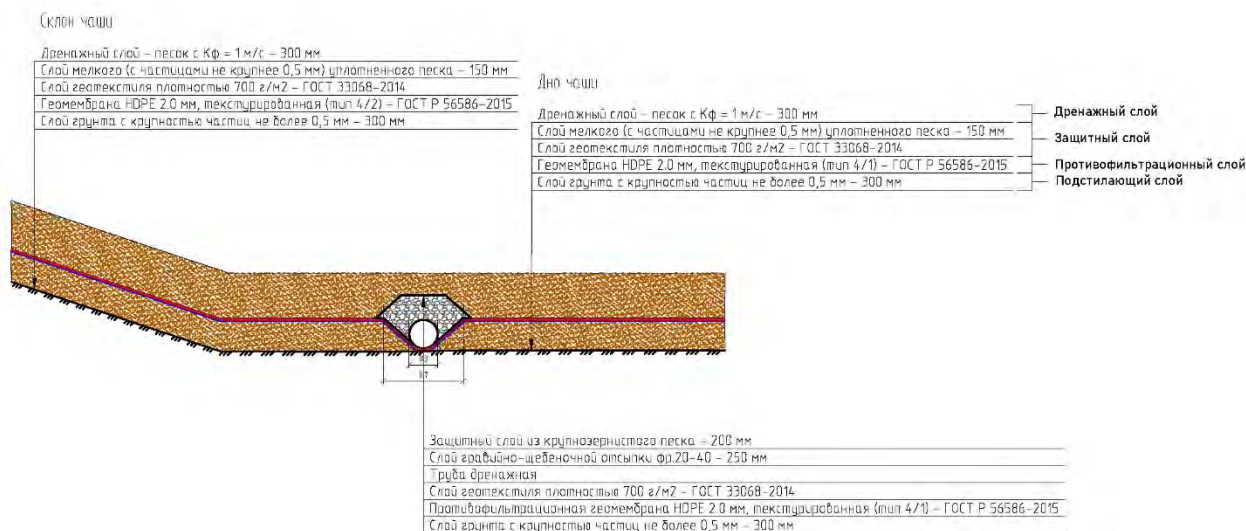 Склон чаши
Дренажный слой – песок с Кф = 1 м/с – 300 мм
Слой мелкого (с частицами не крупнее 0,5 мм) уплотненного песка – 150 мм
Слой геотекстиля плотностью 700 г/м2 – ГОСТ 33068-2014
Геомембрана HDPE 2.0 мм, текстурированная (тип 4/2) – ГОСТ Р 56586-2015
Слой грунта с крупностью частиц не более 0,5 мм – 300 мм
Дно чаши
Дренажный слой – песок с Кф = 1 м/с – 300 мм
Слой мелкого (с частицами не крупнее 0,5 мм) уплотненного песка – 150 мм
Слой геотекстиля плотностью 700 г/м2 – ГОСТ 33068-2014
Геомембрана HDPE 2.0 мм, текстурированная (тип 4/1) – ГОСТ Р 56586-2015
Слой грунта с крупностью частиц не более 0,5 мм – 300 мм
Дренажный слой
Защитный слой
Противофильтрационный слой
Подстилающий слой
Защитный слой из крупнозернистого песка – 200 мм
Слой гравийно-щебеночной отсыпки фр.20-40 – 250 мм
Труба дренажная
Слой геотекстиля плотностью 700 г/м2 – ГОСТ 33068-2014
Противофильтрационная геомембрана HDPE 2.0 мм, текстурированная (тип 4/1) – ГОСТ Р 56586-2015
Слой грунта с крупностью частиц не более 0,5 мм – 300 мм